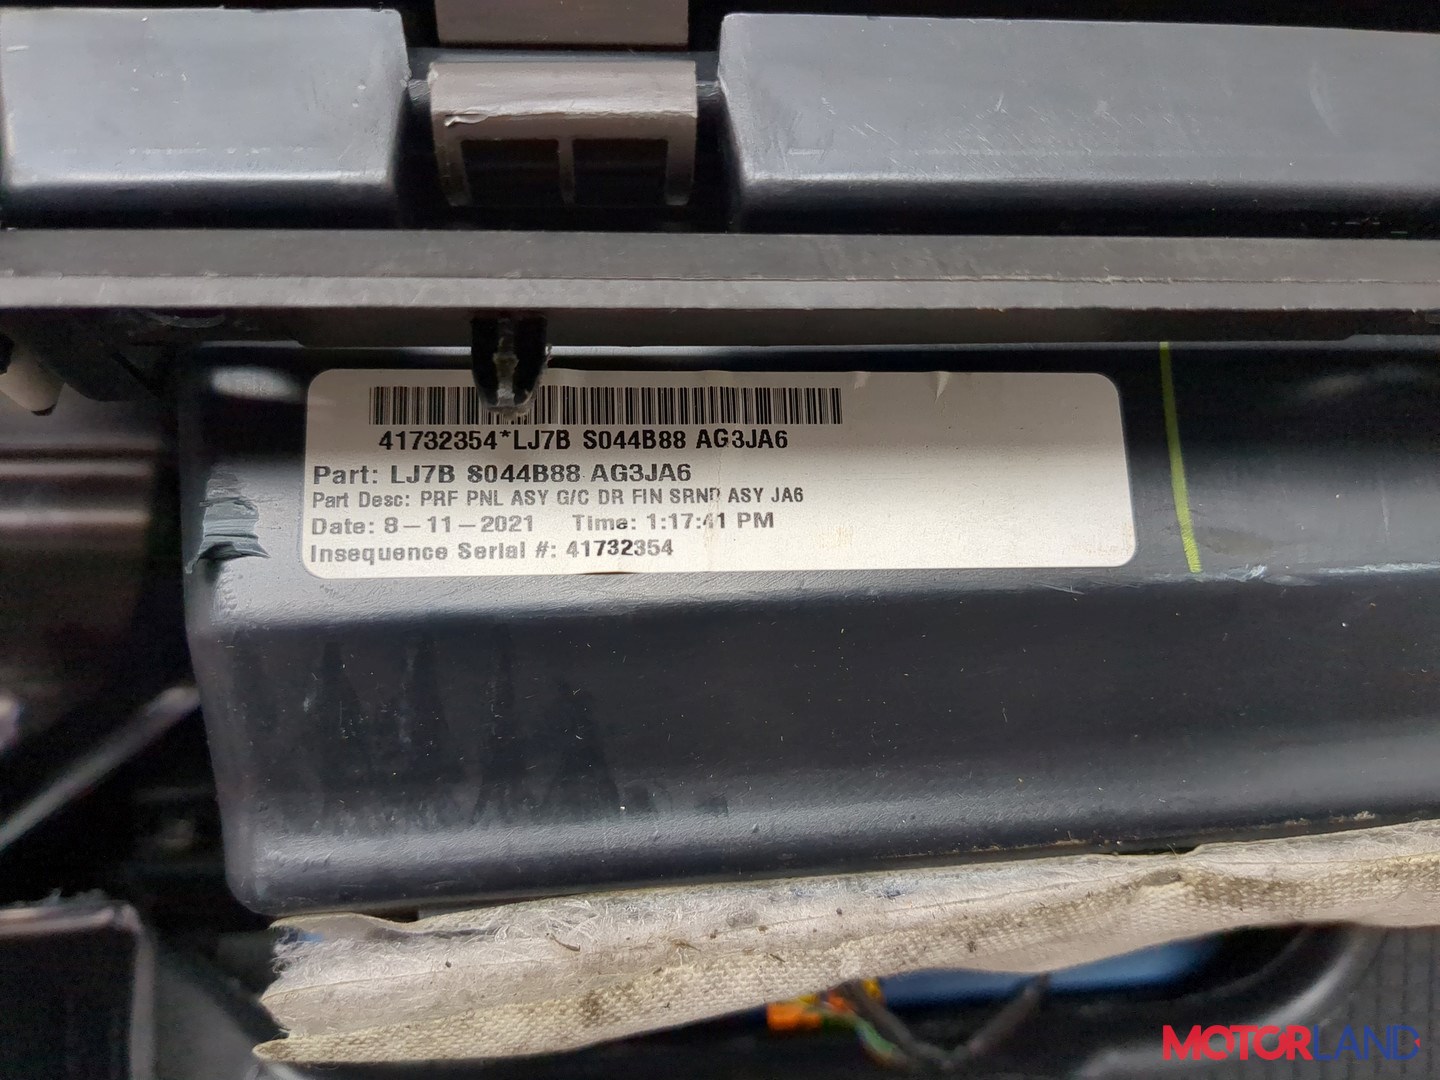 41732354*LJ7B S044B88 AG3JA6
Part: LJ7B S044B88 AG3JA6
Part Desc: PRF PNL ASY G/C DR FIN SRND ASY JA6
Date: 8-11-2021 Time: 1:17:41 PM
Insequence Serial #: 41732354
MOTORLAND